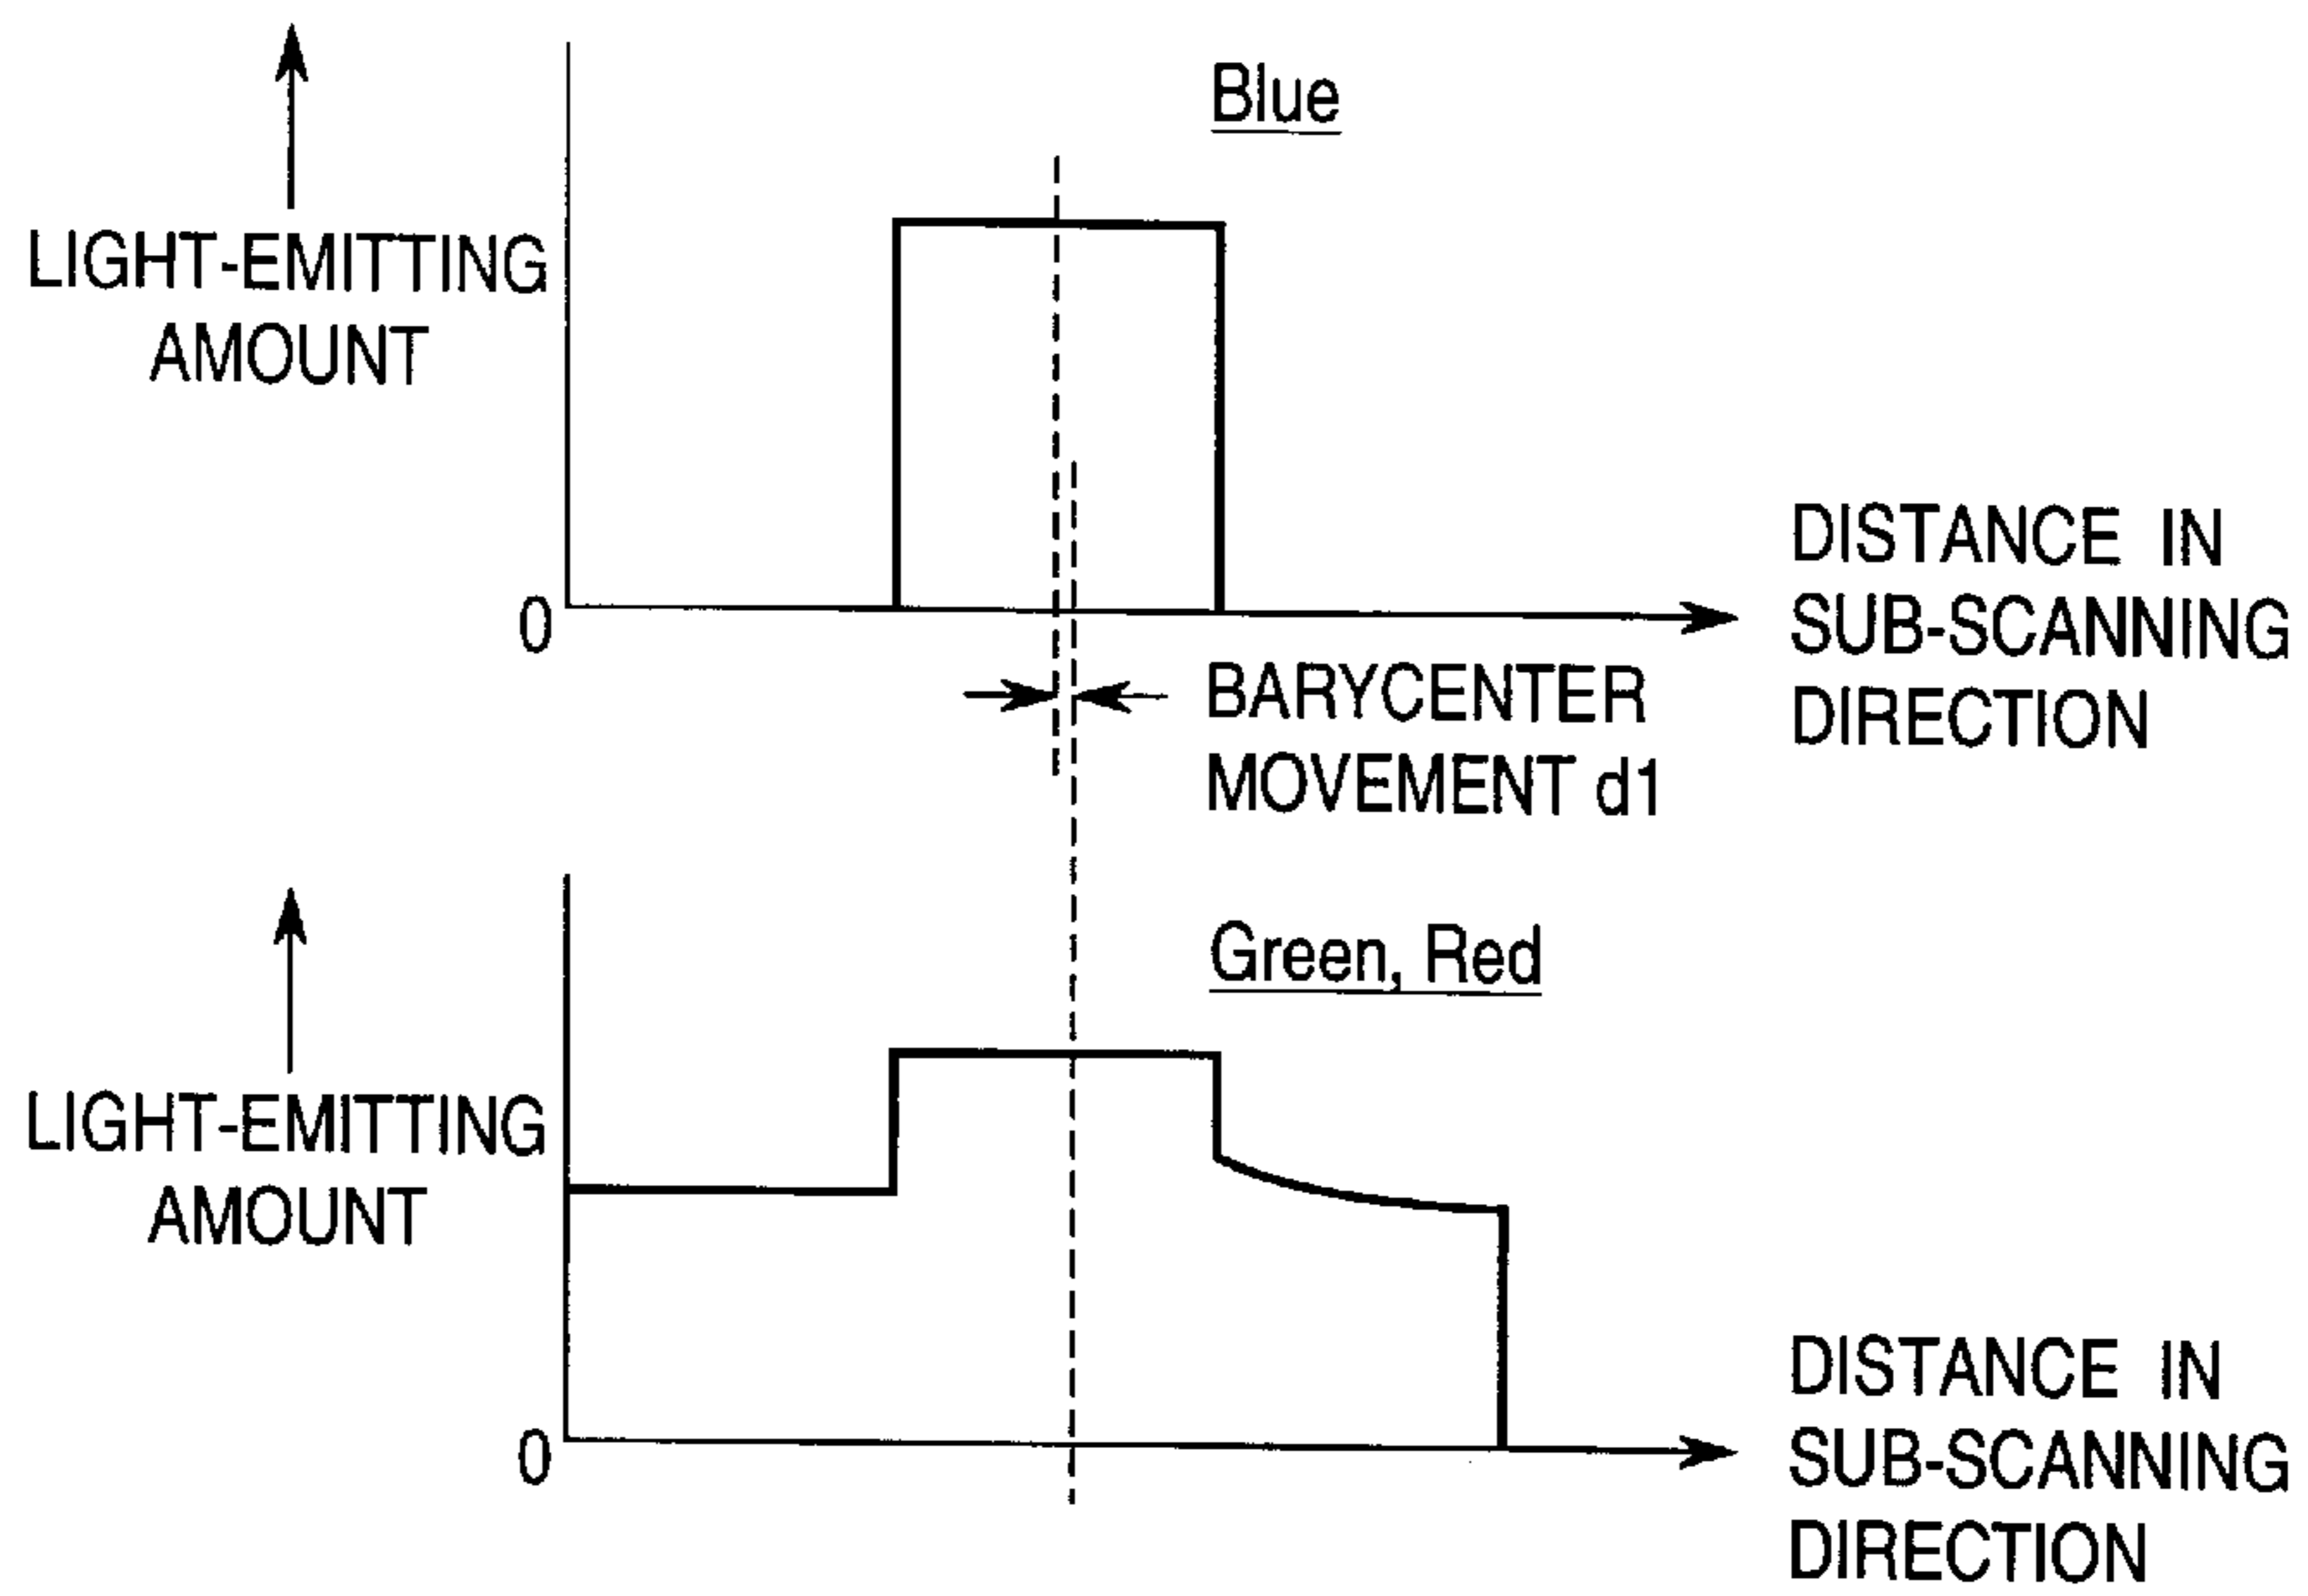 Blue
LIGHT-EMITTING
AMOUNT
0
DISTANCE IN
SUB-SCANNING
DIRECTION
BARYCENTER
MOVEMENT d1
Green, Red
LIGHT-EMITTING
AMOUNT
0
DISTANCE IN
SUB-SCANNING
DIRECTION